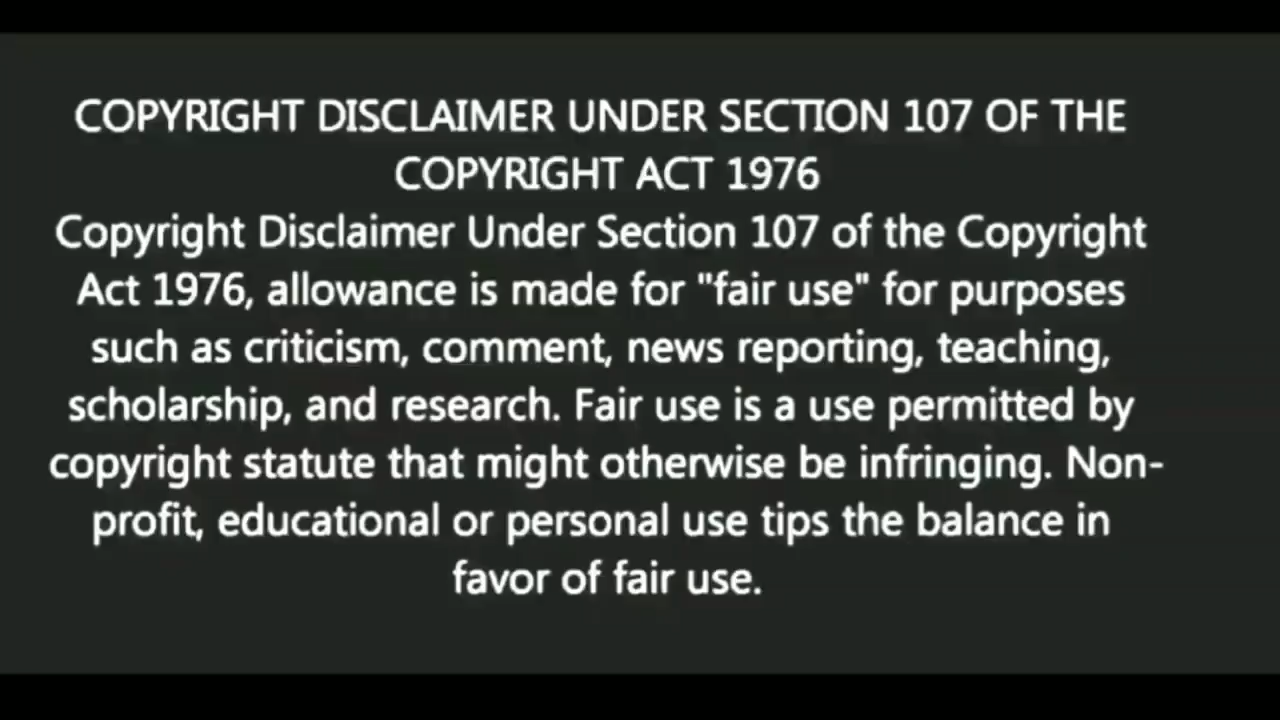 COPYRIGHT DISCLAIMER UNDER SECTION 107 OF THE
COPYRIGHT ACT 1976
Copyright Disclaimer Under Section 107 of the Copyright
Act 1976, allowance is made for "fair use" for purposes
such as criticism, comment, news reporting, teaching,
scholarship, and research. Fair use is a use permitted by
copyright statute that might otherwise be infringing. Non-
profit, educational or personal use tips the balance in
favor of fair use.